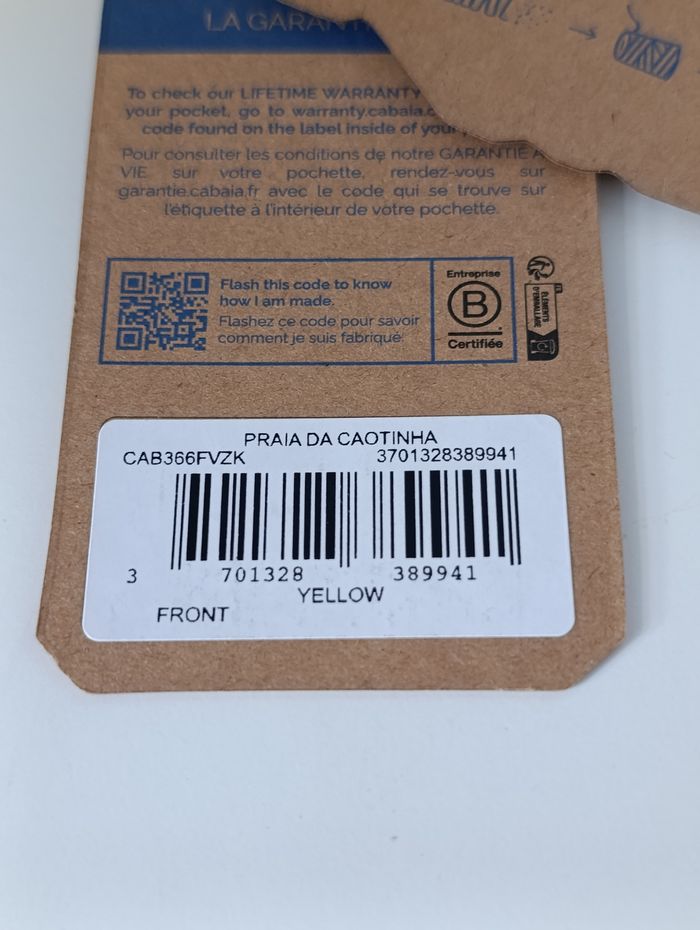 LA GARANT
To check our LIFETIME WARRANTY
your pocket, go to warranty.cabaia.c
code found on the label inside of your
Pour consulter les conditions de notre GARANTIE À
VIE sur votre pochette, rendez-vous sur
garantie.cabaia.fr avec le code qui se trouve sur
l'étiquette à l'intérieur de votre pochette.
Flash this code to know
how I am made.
Flashez ce code pour savoir
comment je suis fabriqué.
Entreprise
B
Certifiée
FR
ÉLÉMENTS
D'EMBALLAGE
PRAIA DA CAOTINHA
CAB366FVZK 3701328389941
3 701328 389941
YELLOW
FRONT